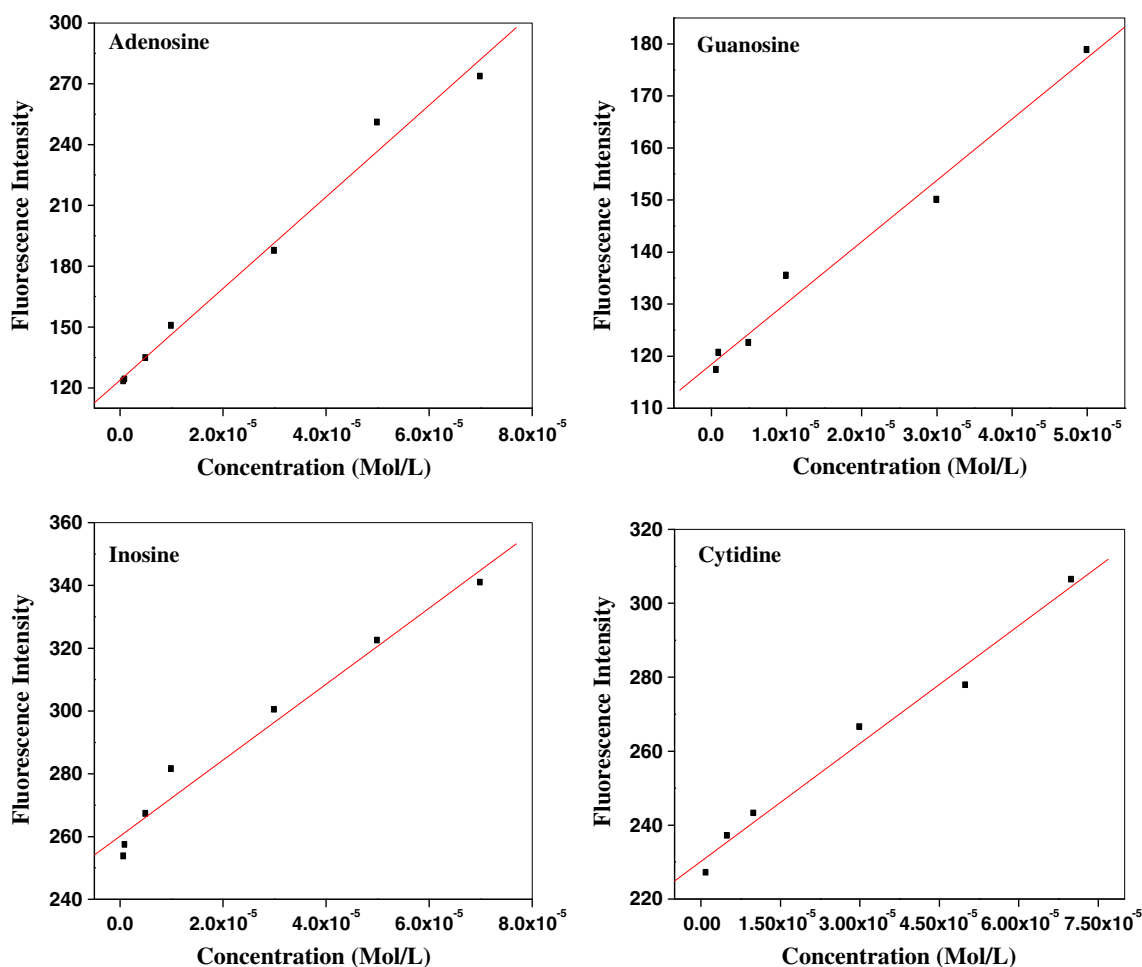 Adenosine
Fluorescence Intensity
300
270
240
210
180
150
120
0.0 2.0x10⁻⁵ 4.0x10⁻⁵ 6.0x10⁻⁵ 8.0x10⁻⁵
Concentration (Mol/L)
Guanosine
Fluorescence Intensity
180
170
160
150
140
130
120
110
0.0 1.0x10⁻⁵ 2.0x10⁻⁵ 3.0x10⁻⁵ 4.0x10⁻⁵ 5.0x10⁻⁵
Concentration (Mol/L)
Inosine
Fluorescence Intensity
360
340
320
300
280
260
240
0.0 2.0x10⁻⁵ 4.0x10⁻⁵ 6.0x10⁻⁵ 8.0x10⁻⁵
Concentration (Mol/L)
Cytidine
Fluorescence Intensity
320
300
280
260
240
220
0.00 1.50x10⁻⁵ 3.00x10⁻⁵ 4.50x10⁻⁵ 6.00x10⁻⁵ 7.50x10⁻⁵
Concentration (Mol/L)